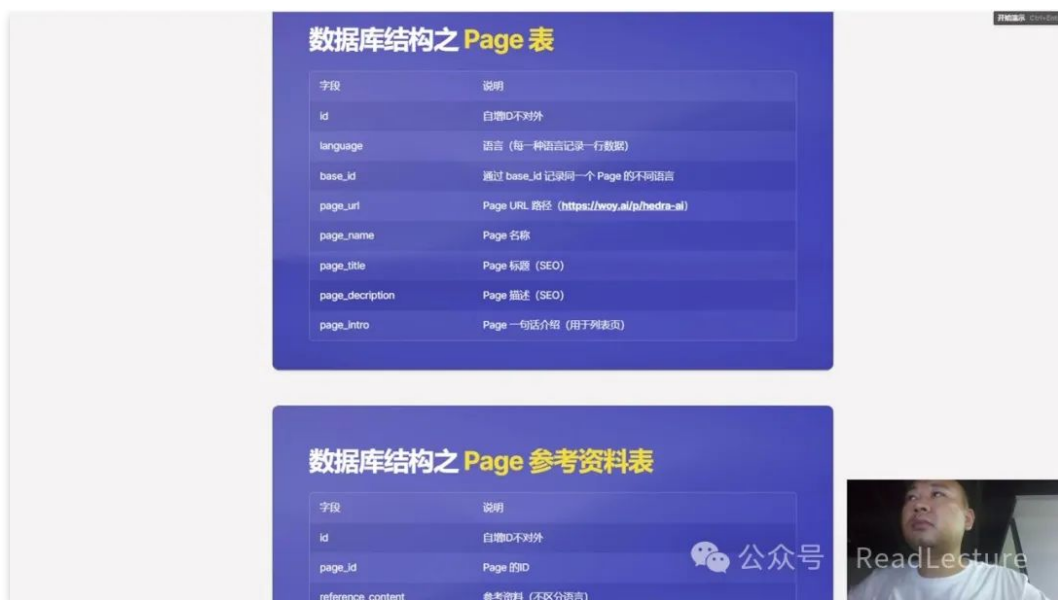 开始演示
数据库结构之 Page 表
字段 说明
id 自增ID不对外
language 语言（每一种语言记录一行数据）
base_id 通过 base_id 记录同一个 Page 的不同语言
page_url Page URL 路径（https://woy.ai/p/hedra-ai）
page_name Page 名称
page_title Page 标题（SEO）
page_decription Page 描述（SEO）
page_intro Page 一句话介绍（用于列表页）
数据库结构之 Page 参考资料表
字段 说明
id 自增ID不对外
page_id Page 的ID
reference_content 参考资料（不区分语言）
公众号 ReadLecture